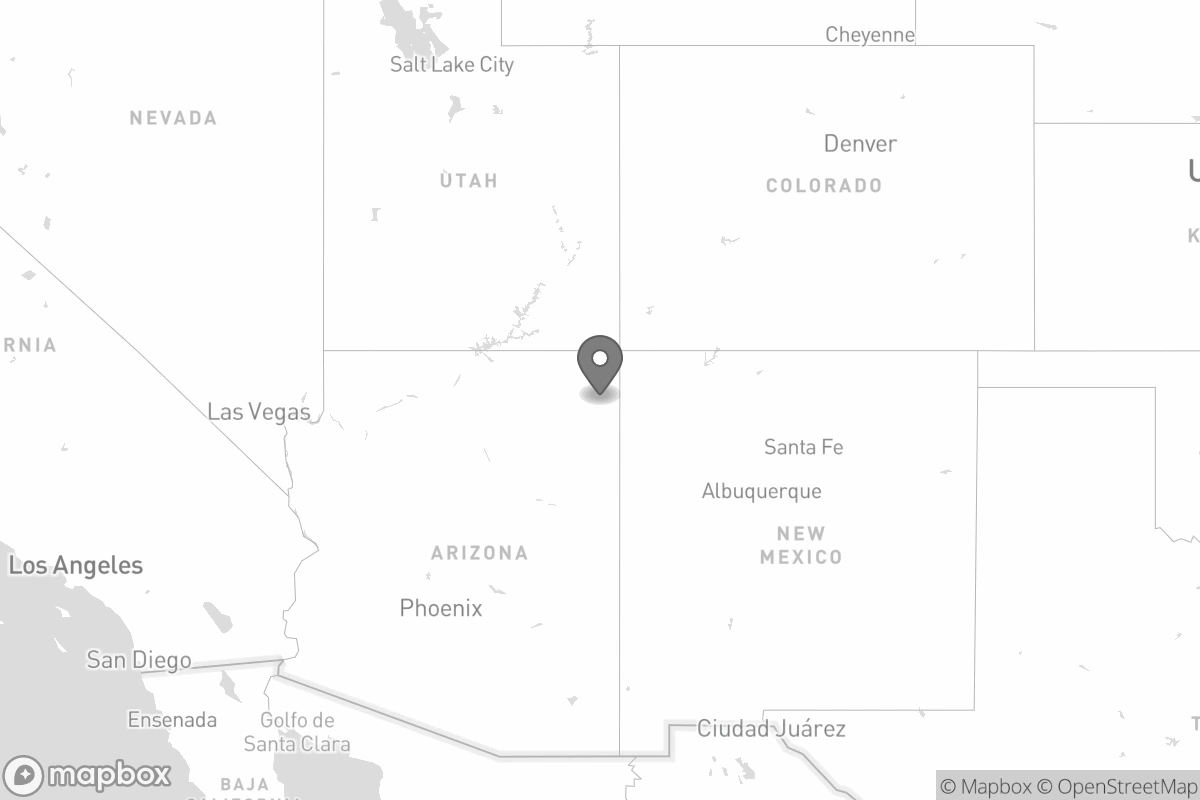 Cheyenne
Salt Lake City
NEVADA
Denver
U
UTAH
COLORADO
K
RNIA
Las Vegas
Santa Fe
Albuquerque
NEW
MEXICO
ARIZONA
Los Angeles
Phoenix
San Diego
Ensenada
Golfo de
Santa Clara
Ciudad Juárez
T
BAJA
CALIFORNIA
mapbox
© Mapbox © OpenStreetMap